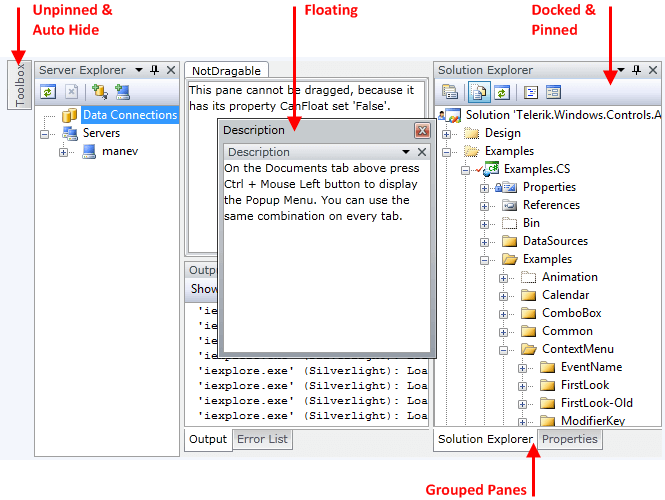 Unpinned &
Auto Hide
Floating
Docked &
Pinned
Toolbox
Server Explorer
Data Connections
Servers
manev
NotDragable
This pane cannot be dragged, because it
has its property CanFloat set 'False'.
Description
Description
On the Documents tab above press
Ctrl + Mouse Left button to display
the Popup Menu. You can use the
same combination on every tab.
Outpu
Show
'iex
'iex
'iex
'iex
'iexplore.exe' (Silverlight): Loa
'iexplore.exe' (Silverlight): Loa
'iexplore.exe' (Silverlight): Loa
'iexplore.exe' (Silverlight): Loa
Output
Error List
Solution Explorer
Solution 'Telerik.Windows.Controls.A
Design
Examples
Examples.CS
Properties
References
Bin
DataSources
Examples
Animation
Calendar
ComboBox
Common
ContextMenu
EventName
FirstLook
FirstLook-Old
ModifierKey
Solution Explorer
Properties
Grouped Panes